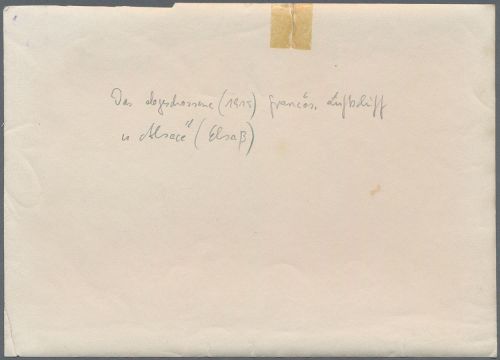 Das abgeschossene (1915) französ. Luftschiff
"Alsace" (Elsaß)